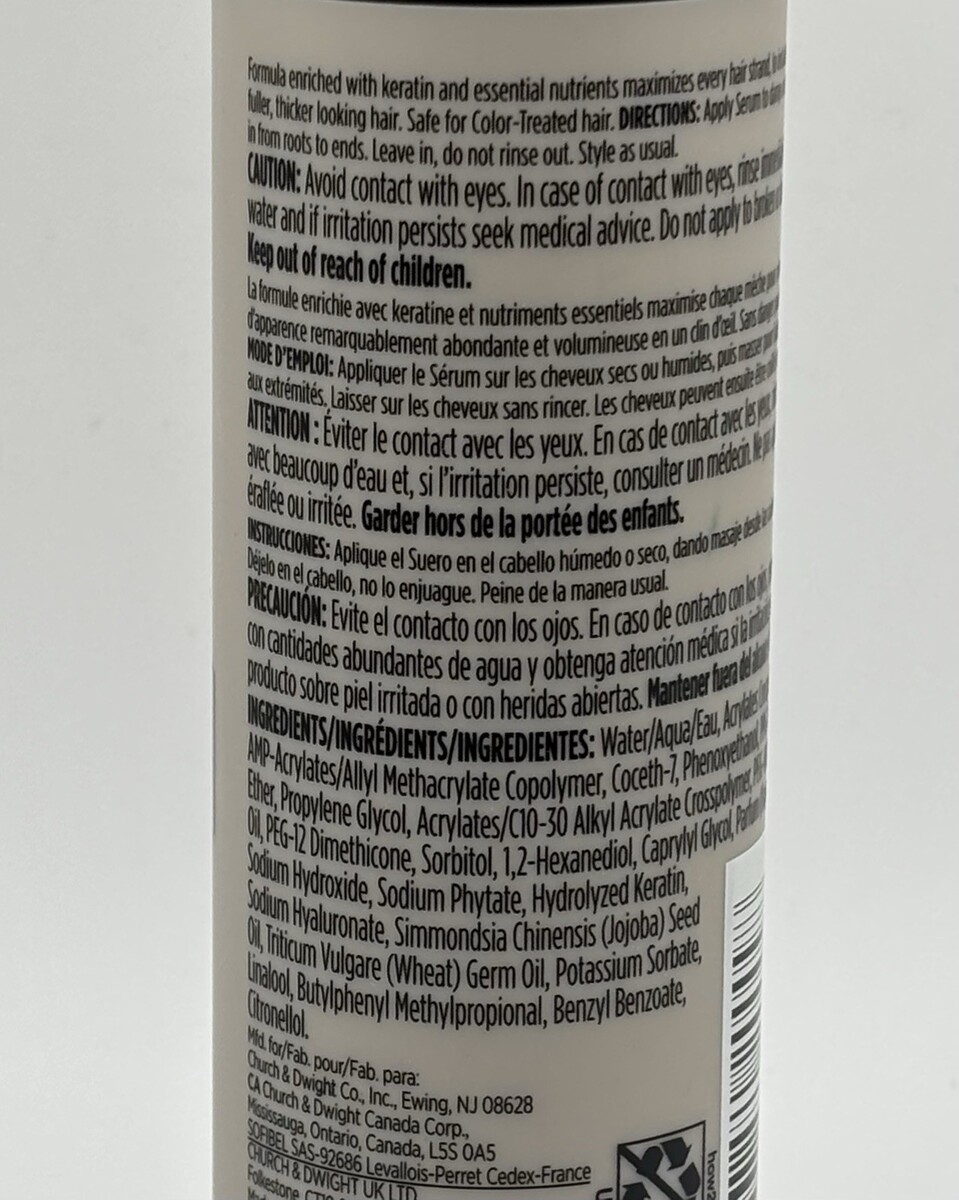 Formula enriched with keratin and essential nutrients maximizes every hair strand,
fuller, thicker looking hair. Safe for Color-Treated hair. DIRECTIONS: Apply Serum to
in from roots to ends. Leave in, do not rinse out. Style as usual.
CAUTION: Avoid contact with eyes. In case of contact with eyes, rinse
water and if irritation persists seek medical advice. Do not apply to broken
Keep out of reach of children.
La formule enrichie avec keratine et nutriments essentiels maximise chaque mèche
d'apparence remarquablement abondante et volumineuse en un clin d'œil. Sans
MODE D'EMPLOI: Appliquer le Sérum sur les cheveux secs ou humides, puis masser
aux extrémités. Laisser sur les cheveux sans rincer. Les cheveux peuvent ensuite être
ATTENTION : Éviter le contact avec les yeux. En cas de contact avec les yeux,
avec beaucoup d'eau et, si l'irritation persiste, consulter un médecin. Ne
éraflée ou irritée. Garder hors de la portée des enfants.
INSTRUCCIONES: Aplique el Suero en el cabello húmedo o seco, dando masaje desde
Déjelo en el cabello, no lo enjuague. Peine de la manera usual.
PRECAUCIÓN: Evite el contacto con los ojos. En caso de contacto con los ojos,
con cantidades abundantes de agua y obtenga atención médica si la
producto sobre piel irritada o con heridas abiertas. Mantener fuera del
INGREDIENTS/INGRÉDIENTS/INGREDIENTES: Water/Aqua/Eau, Acrylates
AMP-Acrylates/Allyl Methacrylate Copolymer, Coceth-7, Phenoxyethanol,
Ether, Propylene Glycol, Acrylates/C10-30 Alkyl Acrylate Crosspolymer,
Oil, PEG-12 Dimethicone, Sorbitol, 1,2-Hexanediol, Caprylyl Glycol,
Sodium Hydroxide, Sodium Phytate, Hydrolyzed Keratin,
Sodium Hyaluronate, Simmondsia Chinensis (Jojoba) Seed
Oil, Triticum Vulgare (Wheat) Germ Oil, Potassium Sorbate,
Linalool, Butylphenyl Methylpropional, Benzyl Benzoate,
Citronellol.
Mfd. for/Fab. pour/Fab. para:
Church & Dwight Co., Inc., Ewing, NJ 08628
CA Church & Dwight Canada Corp.,
Mississauga, Ontario, Canada, L5S 0A5
SOFIBEL SAS-92686 Levallois-Perret Cedex-France
CHURCH & DWIGHT UK LTD
Folkestone